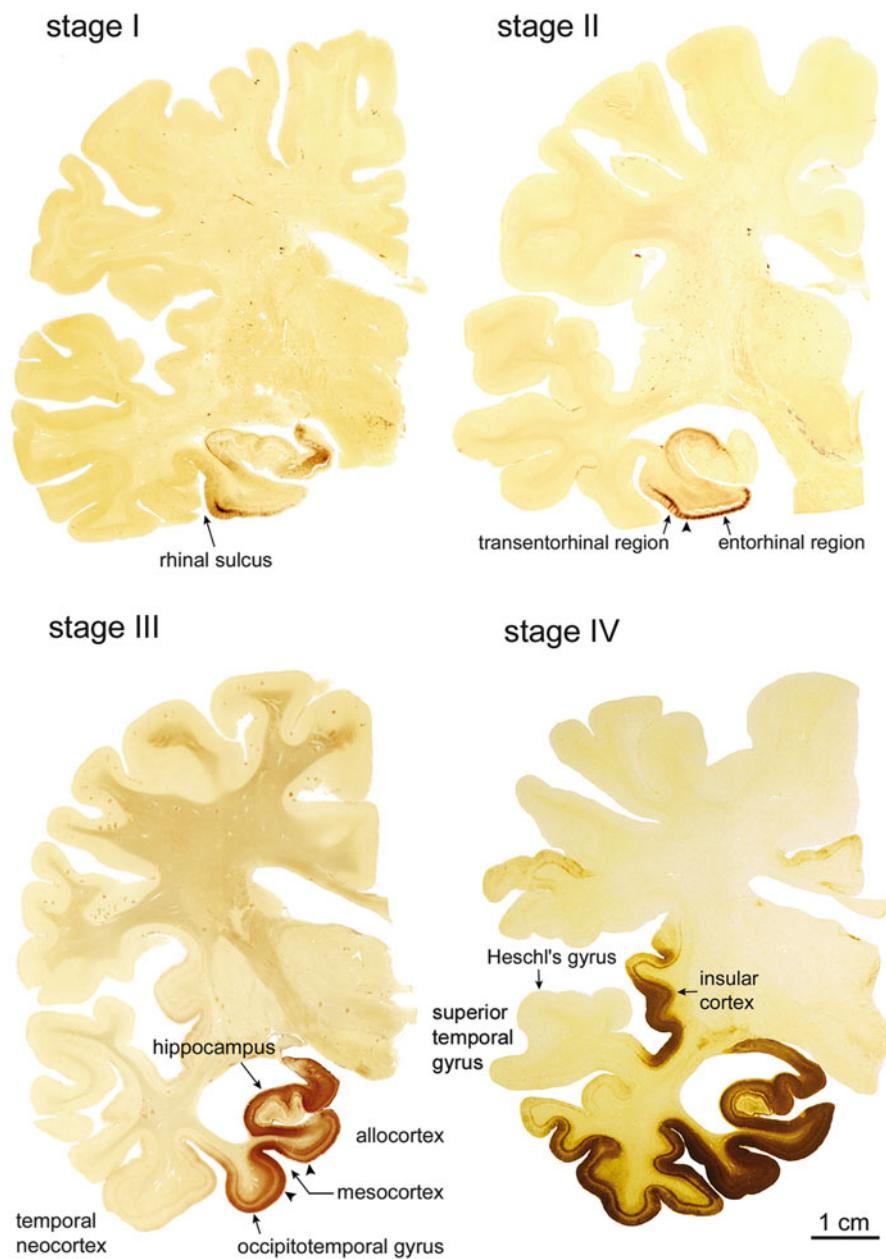 stage I
stage II
rhinal sulcus
transentorhinal region
entorhinal region
stage III
stage IV
Heschl's gyrus
superior
temporal
gyrus
insular
cortex
hippocampus
allocortex
mesocortex
temporal
neocortex
occipitotemporal gyrus
1 cm